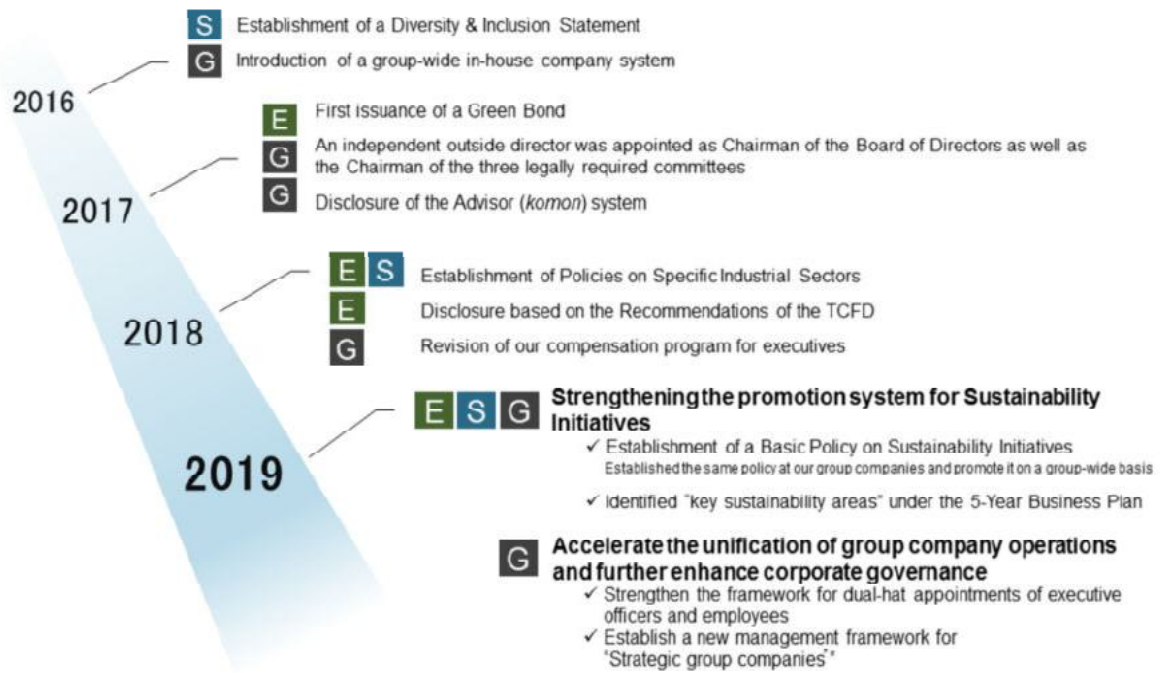 S Establishment of a Diversity & Inclusion Statement
G Introduction of a group-wide in-house company system
2016
E First issuance of a Green Bond
G An independent outside director was appointed as Chairman of the Board of Directors as well as
the Chairman of the three legally required committees
G Disclosure of the Advisor (komon) system
2017
E S Establishment of Policies on Specific Industrial Sectors
E Disclosure based on the Recommendations of the TCFD
G Revision of our compensation program for executives
2018
E S G Strengthening the promotion system for Sustainability
Initiatives
✓ Establishment of a Basic Policy on Sustainability Initiatives
Established the same policy at our group companies and promote it on a group-wide basis
2019
✓ Identified "key sustainability areas" under the 5-Year Business Plan
G Accelerate the unification of group company operations
and further enhance corporate governance
✓ Strengthen the framework for dual-hat appointments of executive
officers and employees
✓ Establish a new management framework for
"Strategic group companies"